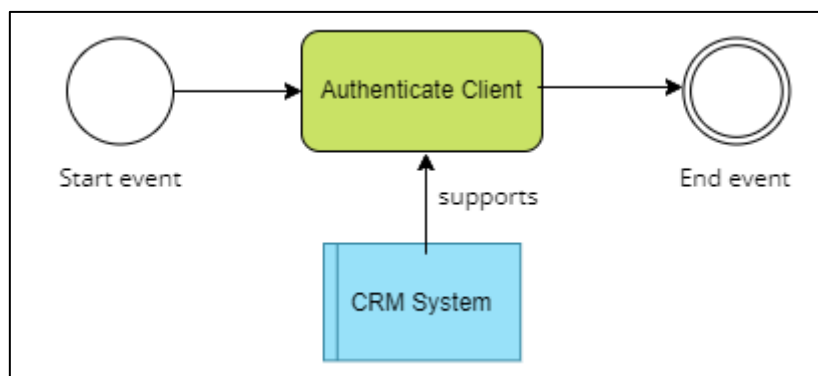 Authenticate Client
Start event
End event
supports
CRM System